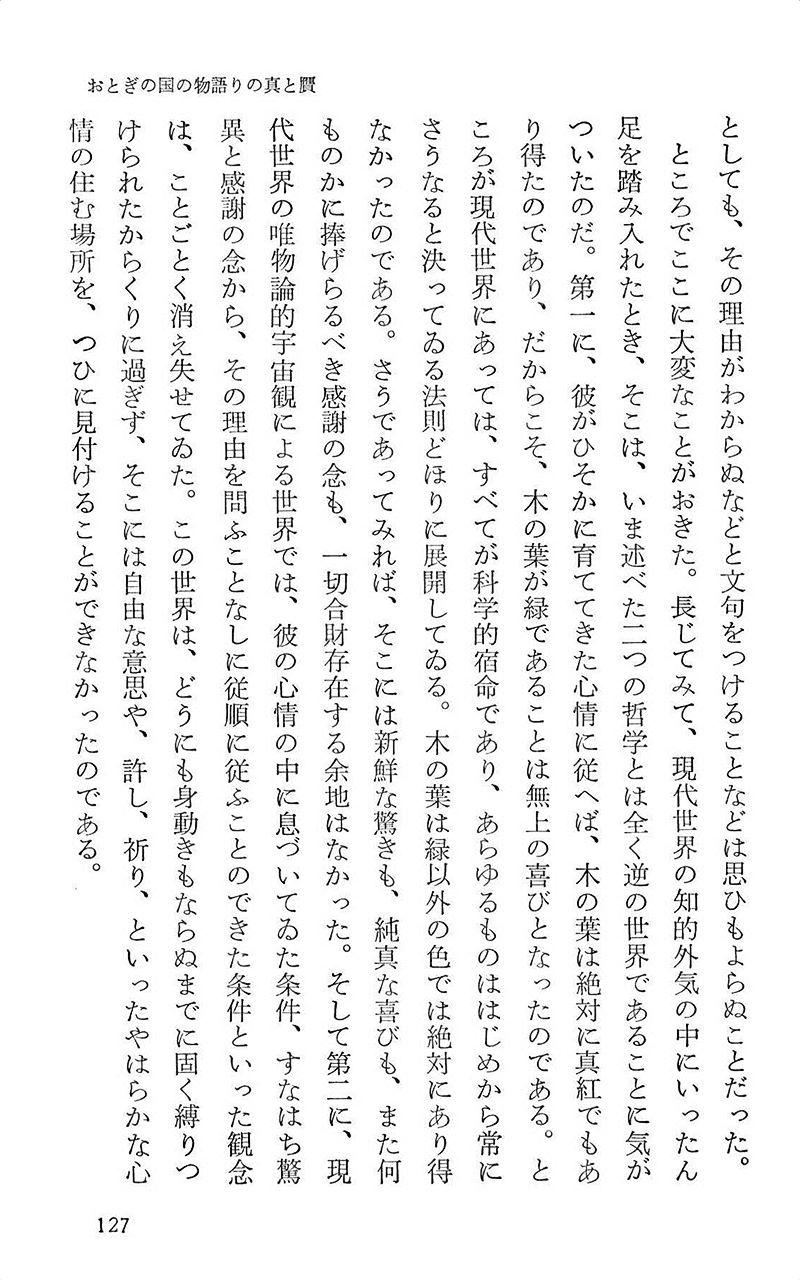 おとぎの国の物語りの真と贋
としても、その理由がわからぬなどと文句をつけることなどは思ひもよらぬことだった。
ところでここに大変なことがおきた。長じてみて、現代世界の知的外気の中にいったん
足を踏み入れたとき、そこは、いま述べた二つの哲学とは全く逆の世界であることに気が
ついたのだ。第一に、彼がひそかに育ててきた心情に従へば、木の葉は絶対に真紅でもあ
り得たのであり、だからこそ、木の葉が緑であることは無上の喜びとなったのである。と
ころが現代世界にあっては、すべてが科学的宿命であり、あらゆるものははじめから常に
さうなると決ってゐる法則どほりに展開してゐる。木の葉は緑以外の色では絶対にあり得
なかったのである。さうであってみれば、そこには新鮮な驚きも、純真な喜びも、また何
ものかに捧げらるべき感謝の念も、一切合財存在する余地はなかった。そして第二に、現
代世界の唯物論的宇宙観による世界では、彼の心情の中に息づいてゐた条件、すなはち驚
異と感謝の念から、その理由を問ふことなしに従順に従ふことのできた条件といった観念
は、ことごとく消え失せてゐた。この世界は、どうにも身動きもならぬまでに固く縛りつ
けられたからくりに過ぎず、そこには自由な意思や、許し、祈り、といったやはらかな心
情の住む場所を、つひに見付けることができなかったのである。
127